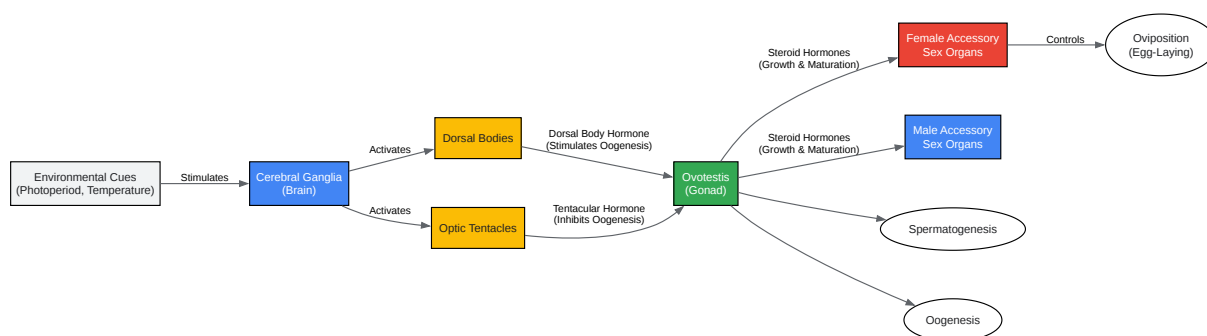 Environmental Cues
(Photoperiod, Temperature)
Stimulates
Cerebral Ganglia
(Brain)
Activates
Activates
Dorsal Bodies
Optic Tentacles
Dorsal Body Hormone
(Stimulates Oogenesis)
Tentacular Hormone
(Inhibits Oogenesis)
Ovotestis
(Gonad)
Steroid Hormones
(Growth & Maturation)
Steroid Hormones
(Growth & Maturation)
Female Accessory
Sex Organs
Male Accessory
Sex Organs
Spermatogenesis
Oogenesis
Controls
Oviposition
(Egg-Laying)